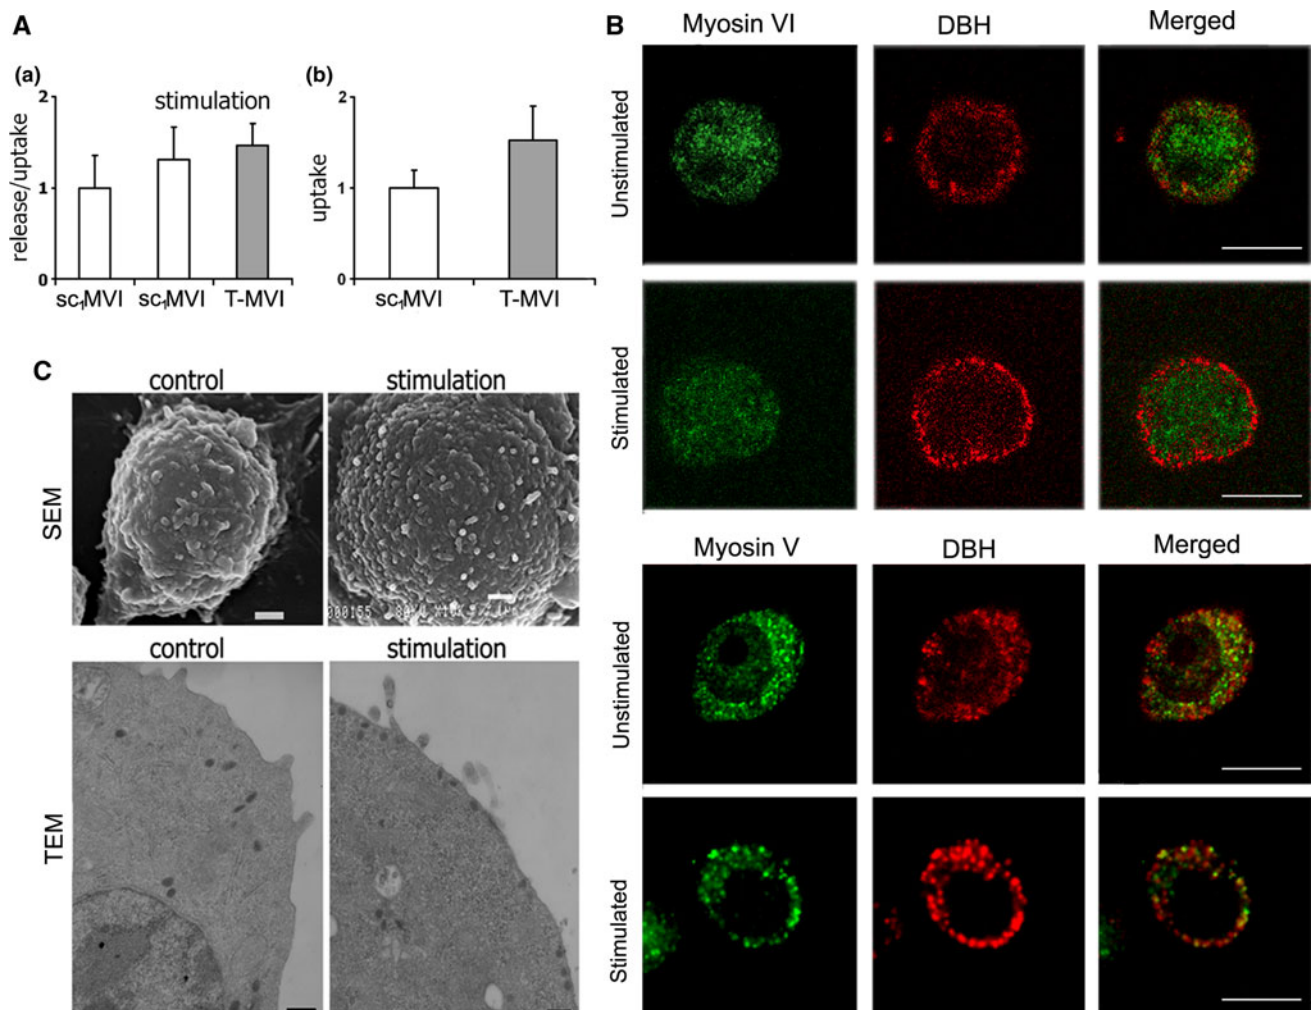 A
(a)
(b)
2
stimulation
release/uptake
1
0
sc₁MVI
sc₁MVI
T-MVI
2
uptake
1
0
sc₁MVI
T-MVI
B
Myosin VI
DBH
Merged
Unstimulated
Stimulated
Myosin V
DBH
Merged
Unstimulated
Stimulated
C
control
stimulation
SEM
000155
control
stimulation
TEM